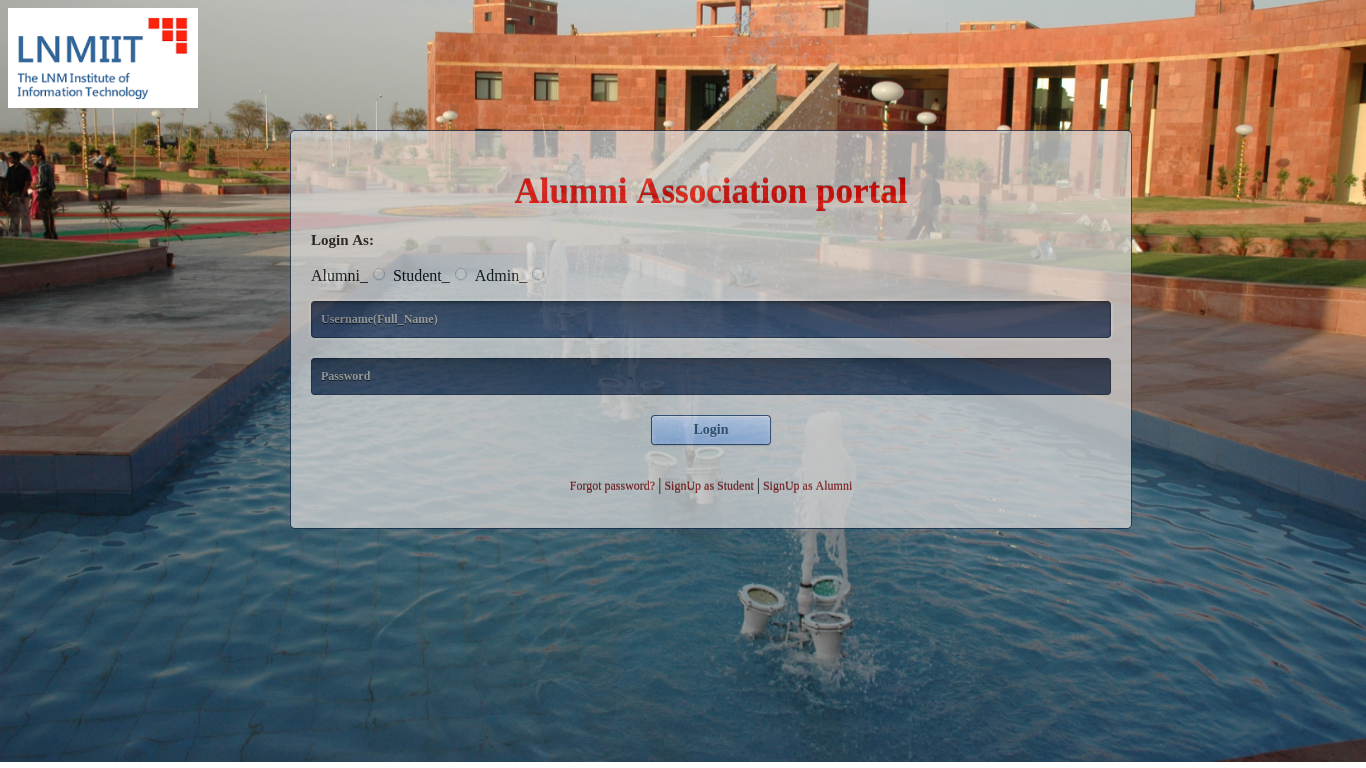 LNMIIT
The LNM Institute of
Information Technology
Alumni Association portal
Login As:
Alumni_ Student_ Admin_
Username(Full_Name)
Password
Login
Forgot password? | SignUp as Student | SignUp as Alumni